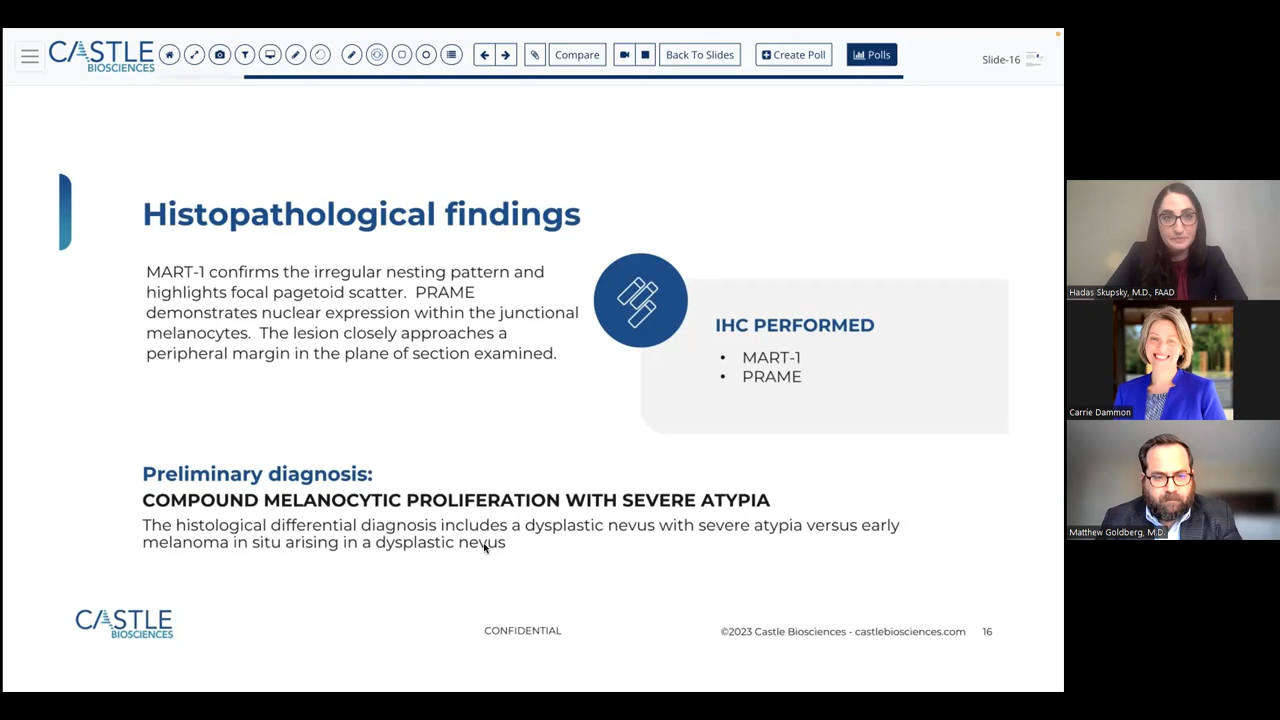 CASTLE
BIOSCIENCES
Compare
Back To Slides
Create Poll
Polls
Slide-16
Histopathological findings
MART-1 confirms the irregular nesting pattern and
highlights focal pagetoid scatter. PRAME
demonstrates nuclear expression within the junctional
melanocytes. The lesion closely approaches a
peripheral margin in the plane of section examined.
IHC PERFORMED
• MART-1
• PRAME
Preliminary diagnosis:
COMPOUND MELANOCYTIC PROLIFERATION WITH SEVERE ATYPIA
The histological differential diagnosis includes a dysplastic nevus with severe atypia versus early
melanoma in situ arising in a dysplastic nevus
CASTLE
BIOSCIENCES
CONFIDENTIAL
©2023 Castle Biosciences - castlebiosciences.com 16
Hadas Skupsky, M.D., FAAD
Carrie Dammon
Matthew Goldberg, M.D.